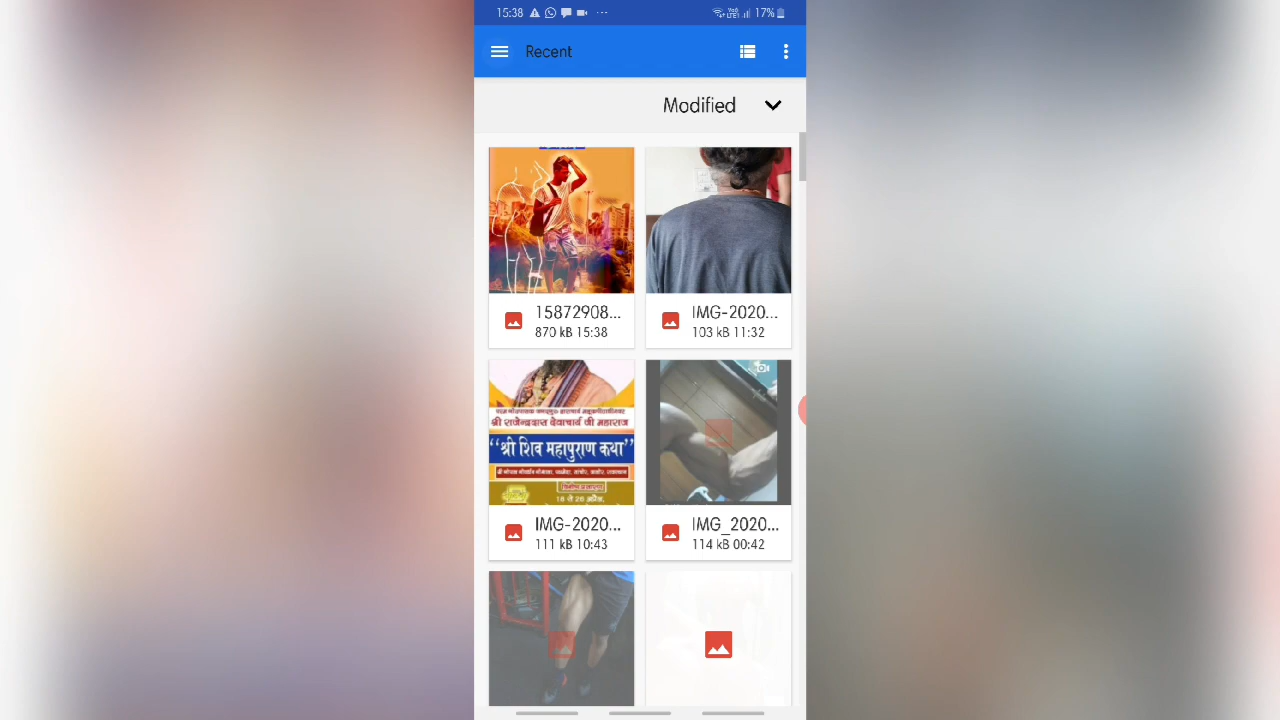 15:38
17%
Recent
Modified
15872908...
870 kB 15:38
IMG-2020...
103 kB 11:32
श्री राजेन्द्रदास देवाचार्य जी महाराज
‘‘श्री शिव महापुराण कथा’’
IMG-2020...
111 kB 10:43
IMG_2020...
114 kB 00:42